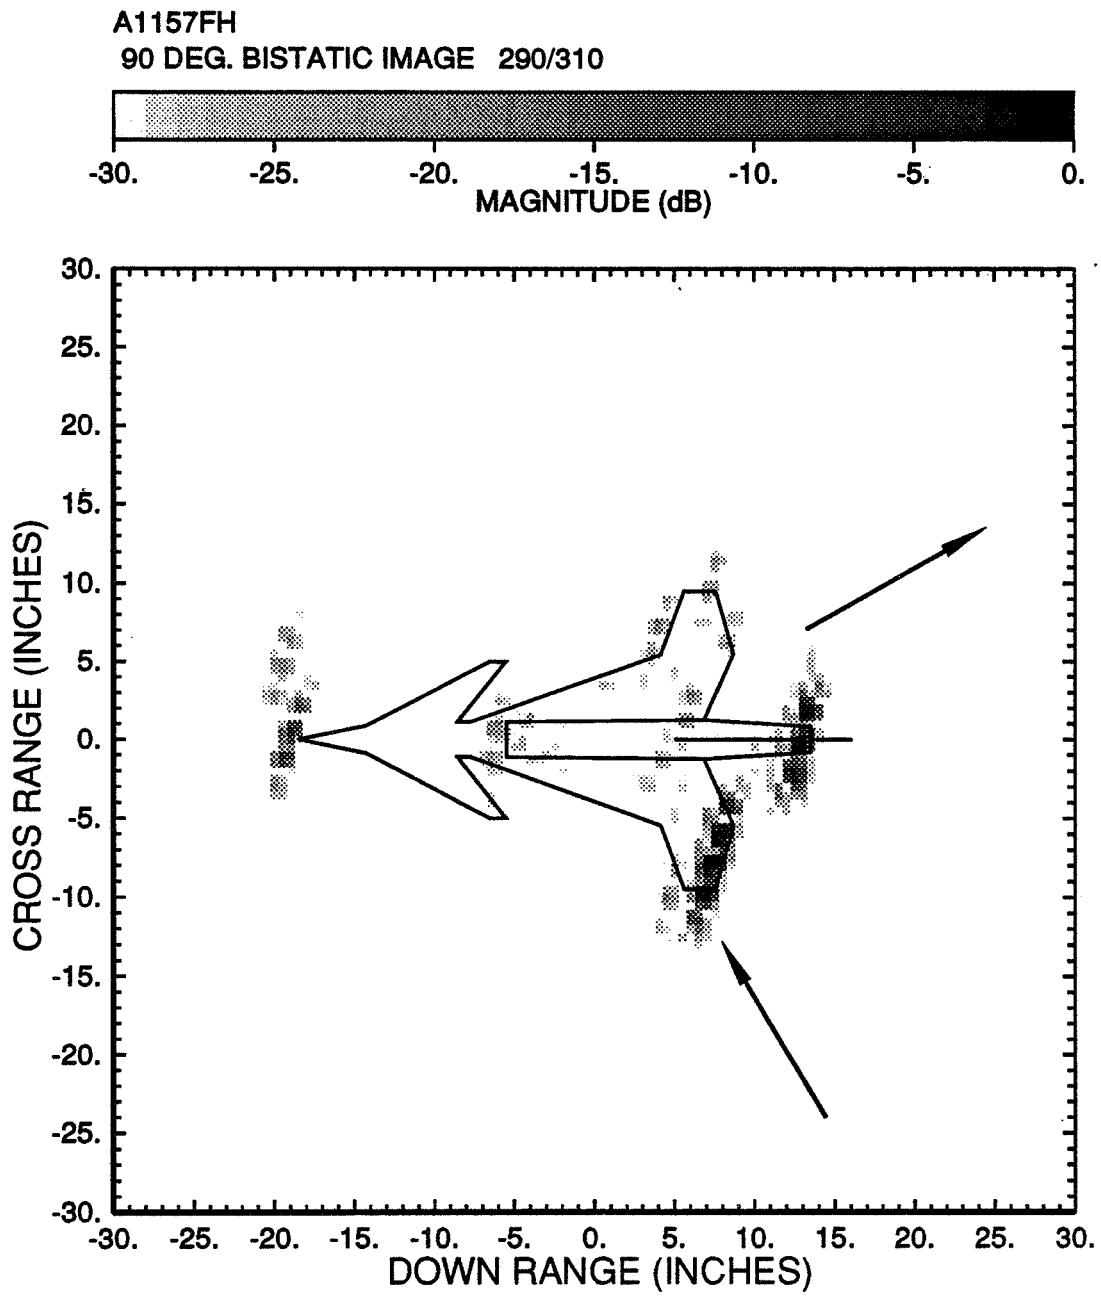 A1157FH
90 DEG. BISTATIC IMAGE 290/310
-30. -25. -20. -15. -10. -5. 0.
MAGNITUDE (dB)
30.
25.
20.
15.
10.
5.
0.
-5.
-10.
-15.
-20.
-25.
-30.
CROSS RANGE (INCHES)
-30. -25. -20. -15. -10. -5. 0. 5. 10. 15. 20. 25. 30.
DOWN RANGE (INCHES)